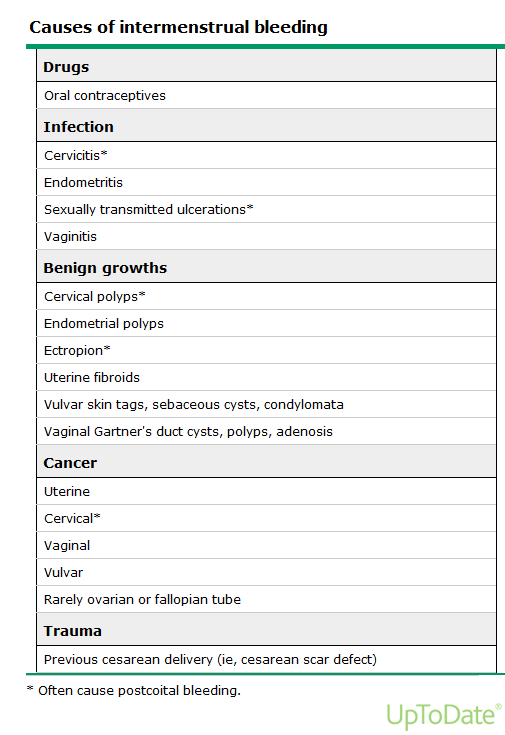 Causes of intermenstrual bleeding
Drugs
Oral contraceptives
Infection
Cervicitis*
Endometritis
Sexually transmitted ulcerations*
Vaginitis
Benign growths
Cervical polyps*
Endometrial polyps
Ectropion*
Uterine fibroids
Vulvar skin tags, sebaceous cysts, condylomata
Vaginal Gartner's duct cysts, polyps, adenosis
Cancer
Uterine
Cervical*
Vaginal
Vulvar
Rarely ovarian or fallopian tube
Trauma
Previous cesarean delivery (ie, cesarean scar defect)
* Often cause postcoital bleeding.
UpToDate®